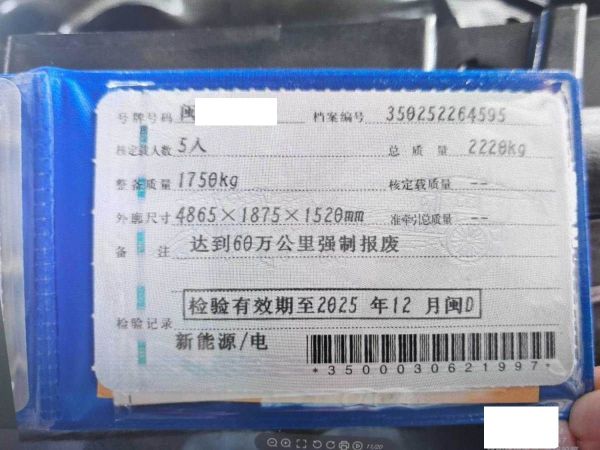 号牌号码 闽 档案编号 350252264595
核定载人数 5人 总质量 2220kg
整备质量 1750kg 核定载质量 --
外廓尺寸 4865×1875×1520mm 准牵引总质量 --
备注 达到60万公里强制报废
检验有效期至2025 年12 月闽D
检验记录
新能源/电
*3500030621997*
11/20